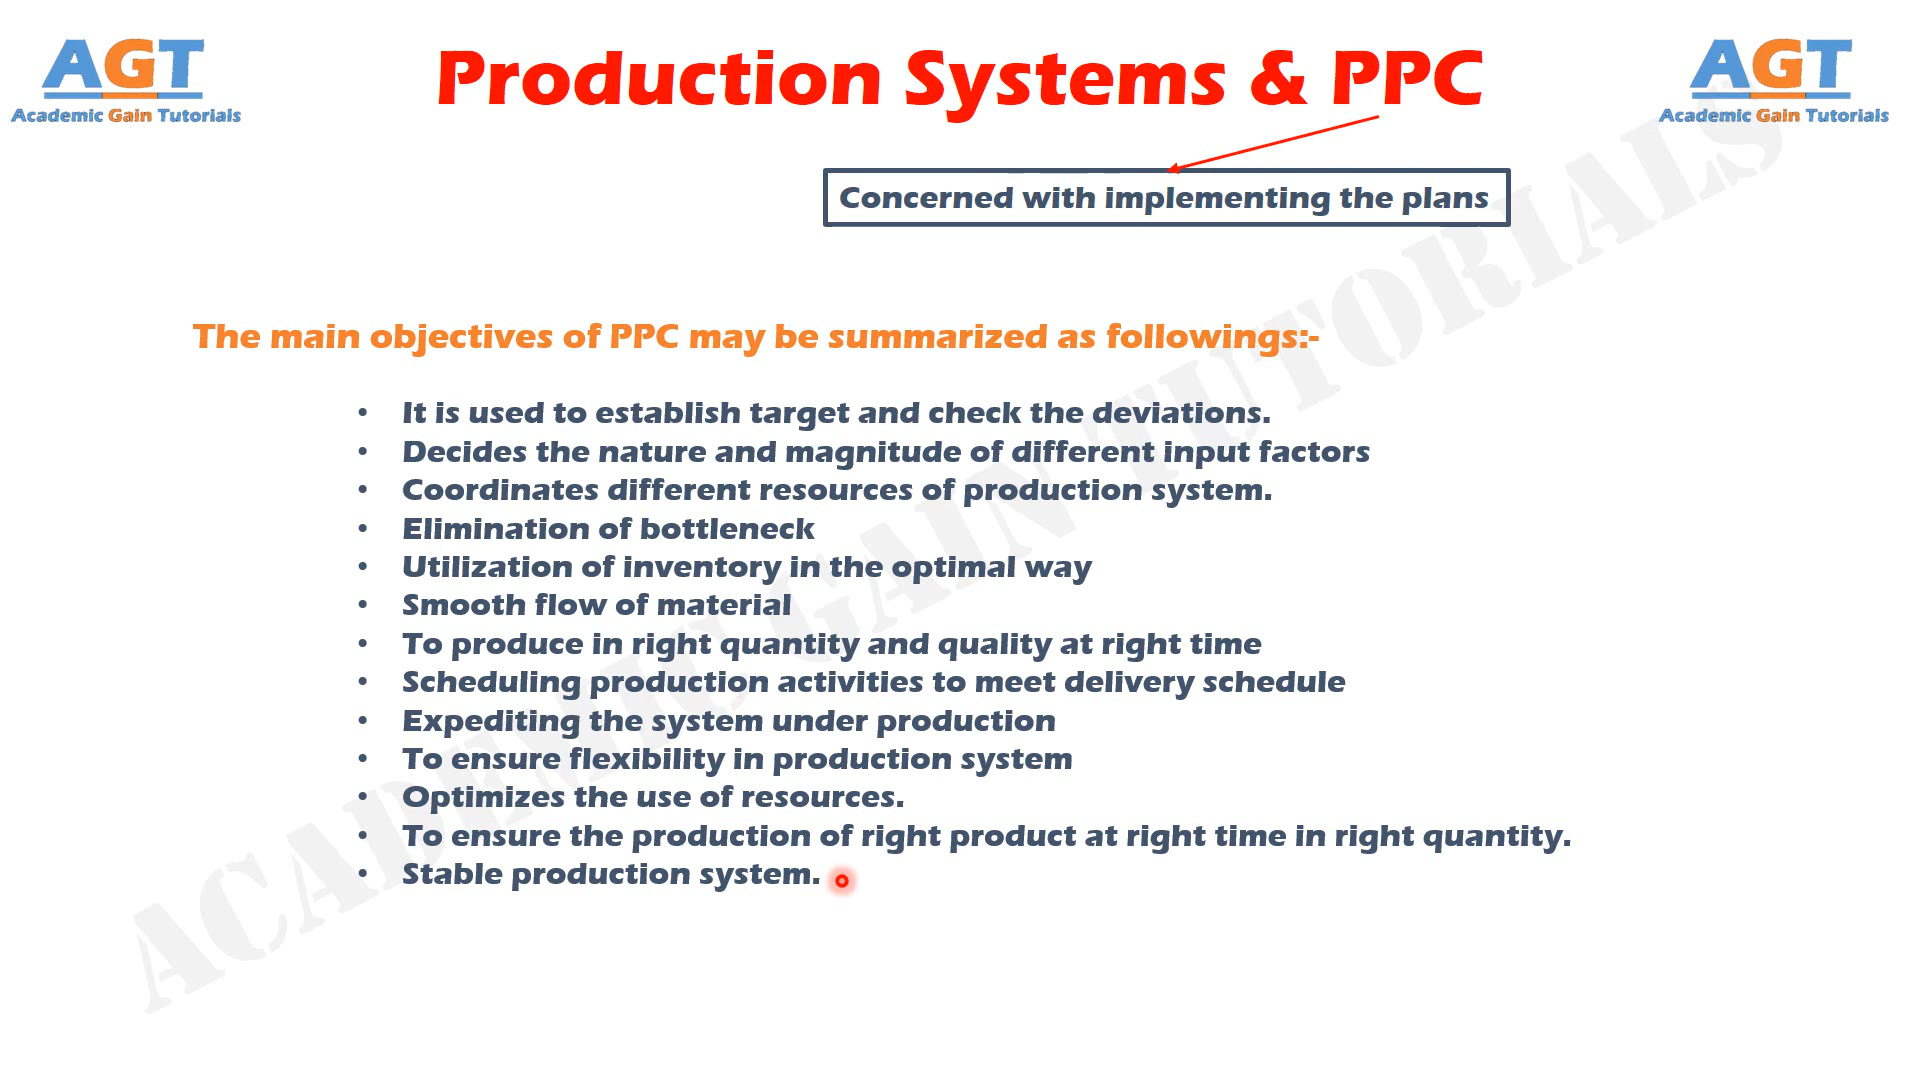 AGT
Academic Gain Tutorials
Production Systems & PPC
AGT
Academic Gain Tutorials
Concerned with implementing the plans
The main objectives of PPC may be summarized as followings:-
• It is used to establish target and check the deviations.
• Decides the nature and magnitude of different input factors
• Coordinates different resources of production system.
• Elimination of bottleneck
• Utilization of inventory in the optimal way
• Smooth flow of material
• To produce in right quantity and quality at right time
• Scheduling production activities to meet delivery schedule
• Expediting the system under production
• To ensure flexibility in production system
• Optimizes the use of resources.
• To ensure the production of right product at right time in right quantity.
• Stable production system.
ACADEMIC GAIN TUTORIALS